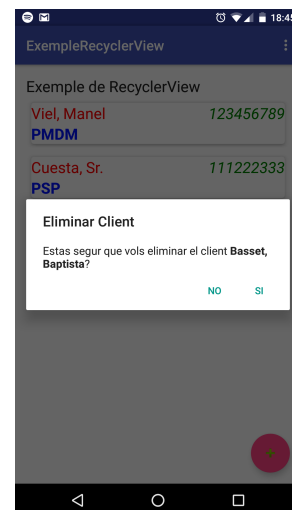 18:45
ExempleRecyclerView
Exemple de RecyclerView
Viel, Manel 123456789
PMDM
Cuesta, Sr. 111222333
PSP
Eliminar Client
Estas segur que vols eliminar el client Basset,
Baptista?
NO SI